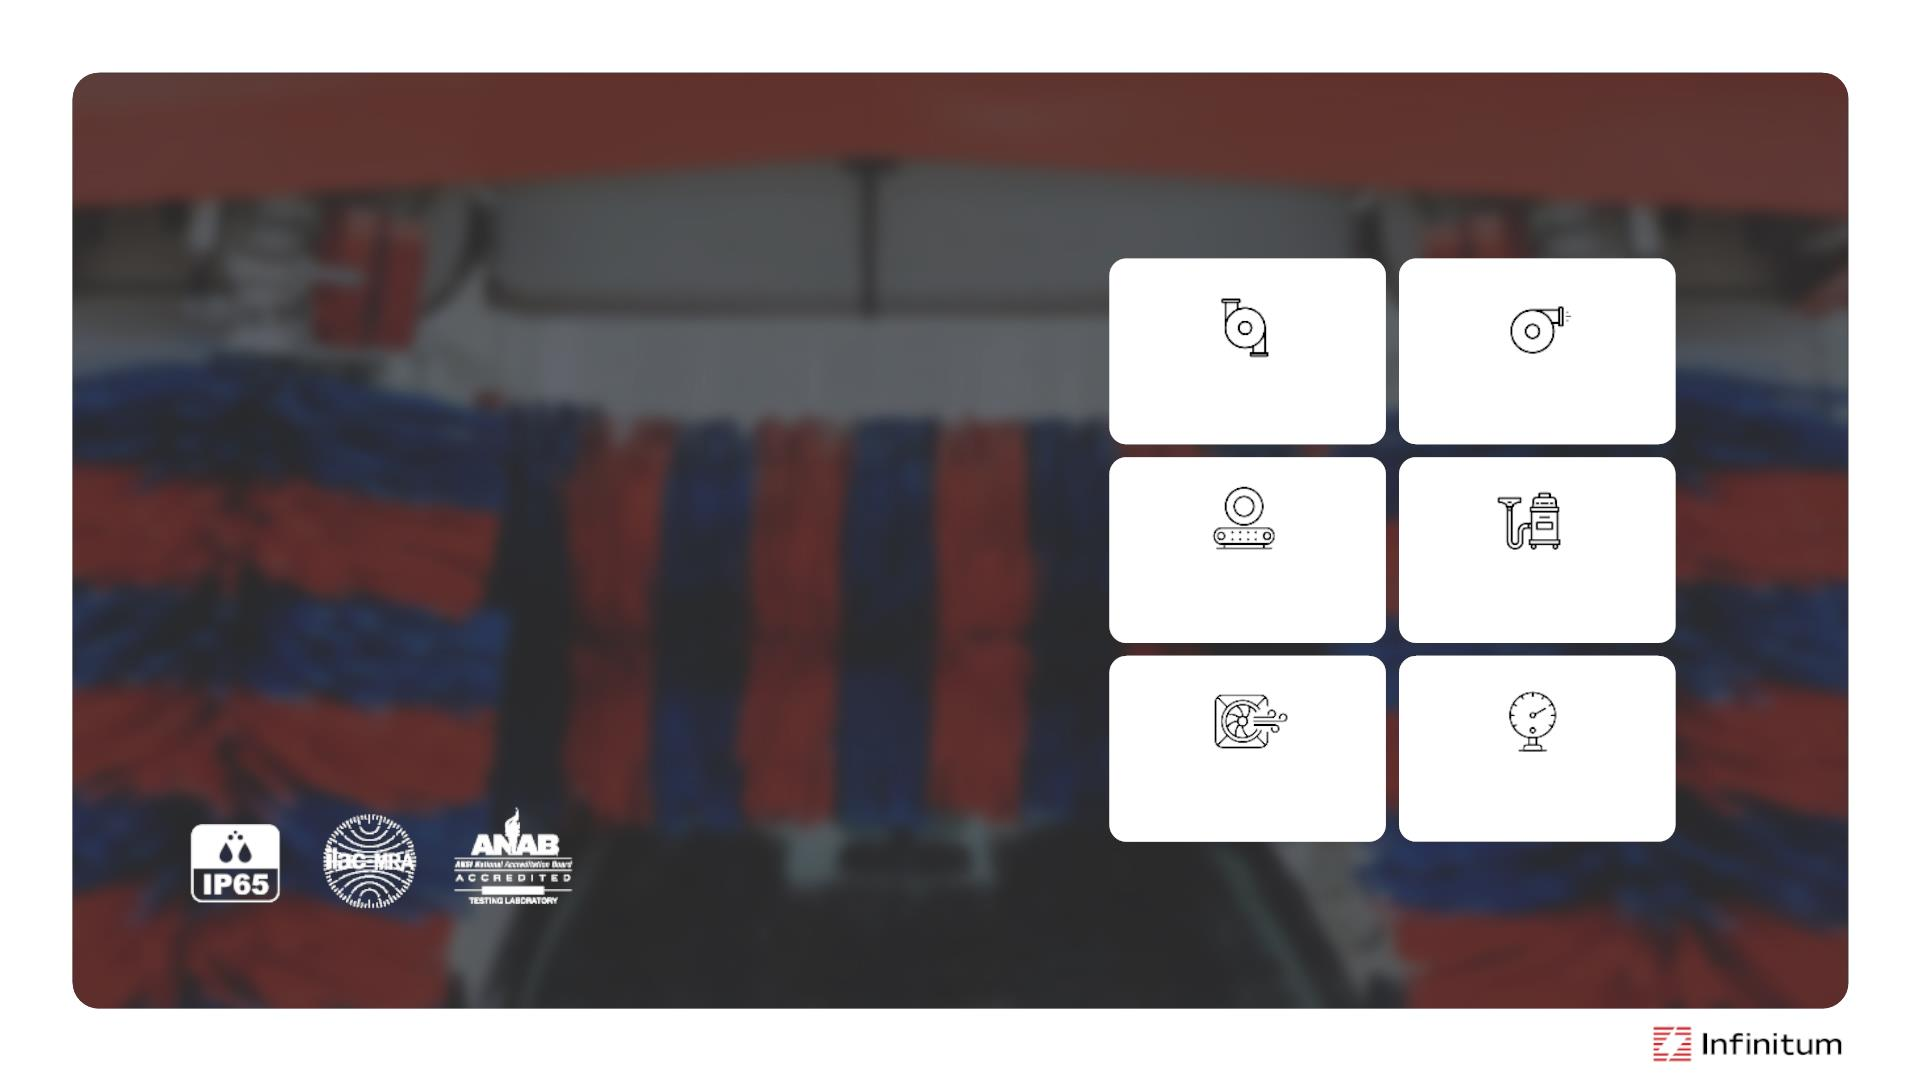 IP65
ilac-MRA
ANAB
ANSI National Accreditation Board
ACCREDITED
TESTING LABORATORY
Infinitum